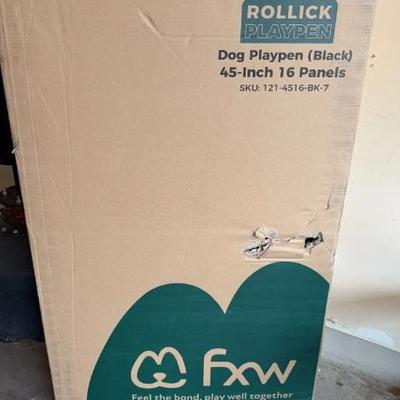 ROLLICK
PLAYPEN
Dog Playpen (Black)
45-Inch 16 Panels
SKU: 121-4516-BK-7
fxw
Feel the bond, play well together